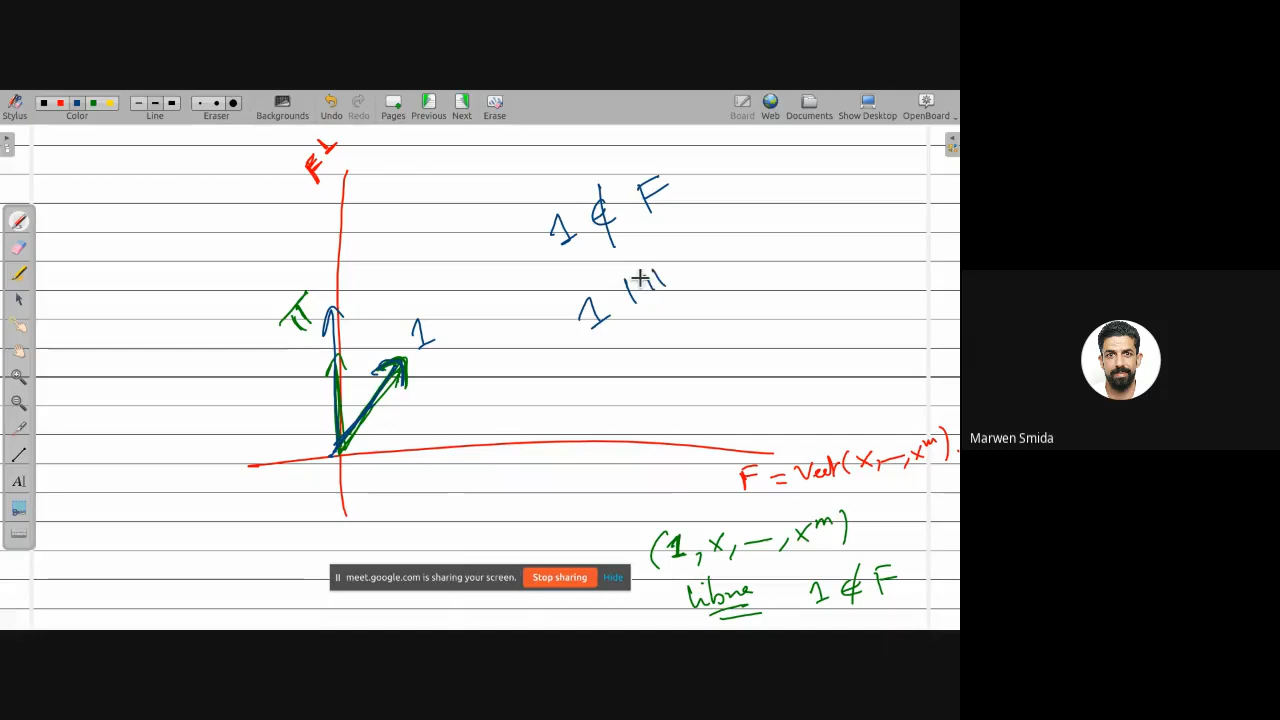 Stylus Color Line Eraser Backgrounds Undo Redo Pages Previous Next Erase Board Web Documents Show Desktop OpenBoard
F⊥
1 ∉ F
π
1
1
Marwen Smida
F = Vect(X, —, X^m).
(1, X, —, X^m)
meet.google.com is sharing your screen. Stop sharing Hide
libre 1 ∉ F